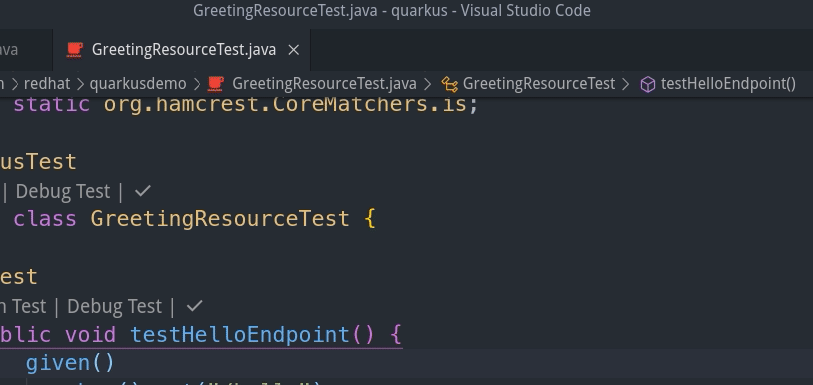 GreetingResourceTest.java - quarkus - Visual Studio Code
ava GreetingResourceTest.java ×
n > redhat > quarkusdemo > GreetingResourceTest.java > GreetingResourceTest > testHelloEndpoint()
static org.hamcrest.CoreMatchers.is;
usTest
| Debug Test | ✓
class GreetingResourceTest {
est
n Test | Debug Test | ✓
blic void testHelloEndpoint() {
given()